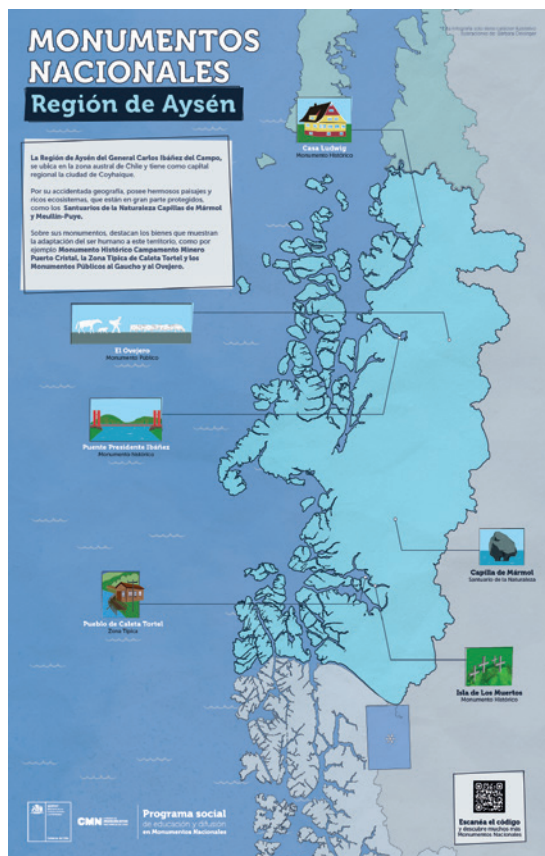 MONUMENTOS
NACIONALES
Región de Aysén
La Región de Aysén del General Carlos Ibáñez del Campo,
se ubica en la zona austral de Chile y tiene como capital
regional la ciudad de Coyhaique.
Por su accidentada geografía, posee hermosos paisajes y
ricos ecosistemas, que están en gran parte protegidos,
como los Santuarios de la Naturaleza Capillas de Mármol
y Meullín-Puye.
Sobre sus monumentos, destacan los bienes que muestran
la adaptación del ser humano a este territorio, como por
ejemplo Monumento Histórico Campamento Minero
Puerto Cristal, la Zona Típica de Caleta Tortel y los
Monumentos Públicos al Gaucho y al Ovejero.
Casa Ludwig
Monumento Histórico
El Ovejero
Monumento Público
Puente Presidente Ibáñez
Monumento histórico
Capilla de Mármol
Santuario de la Naturaleza
Pueblo de Caleta Tortel
Zona Típica
Isla de Los Muertos
Monumento Histórico
CMN
Programa social
de educación y difusión
en Monumentos Nacionales
Escanéa el código
y descubre muchos más
Monumentos Nacionales